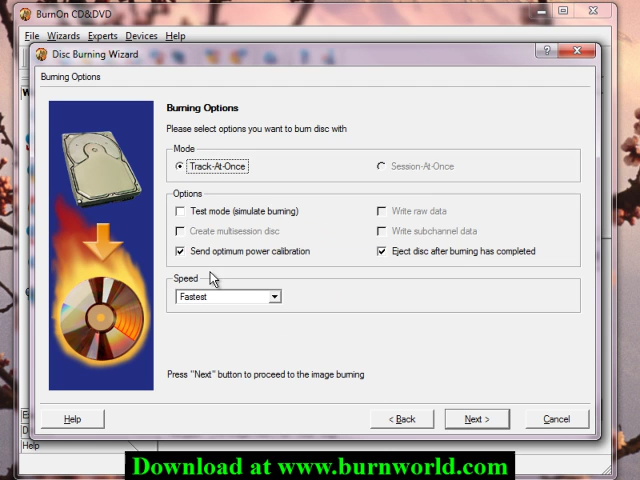 BurnOn CD&DVD
File Wizards Experts Devices Help
Disc Burning Wizard
Burning Options
Burning Options
Please select options you want to burn disc with
Mode
Track-At-Once
Session-At-Once
Options
Test mode (simulate burning)
Write raw data
Create multisession disc
Write subchannel data
Send optimum power calibration
Eject disc after burning has completed
Speed
Fastest
Press "Next" button to proceed to the image burning
Help
< Back
Next >
Cancel
Help
Download at www.burnworld.com